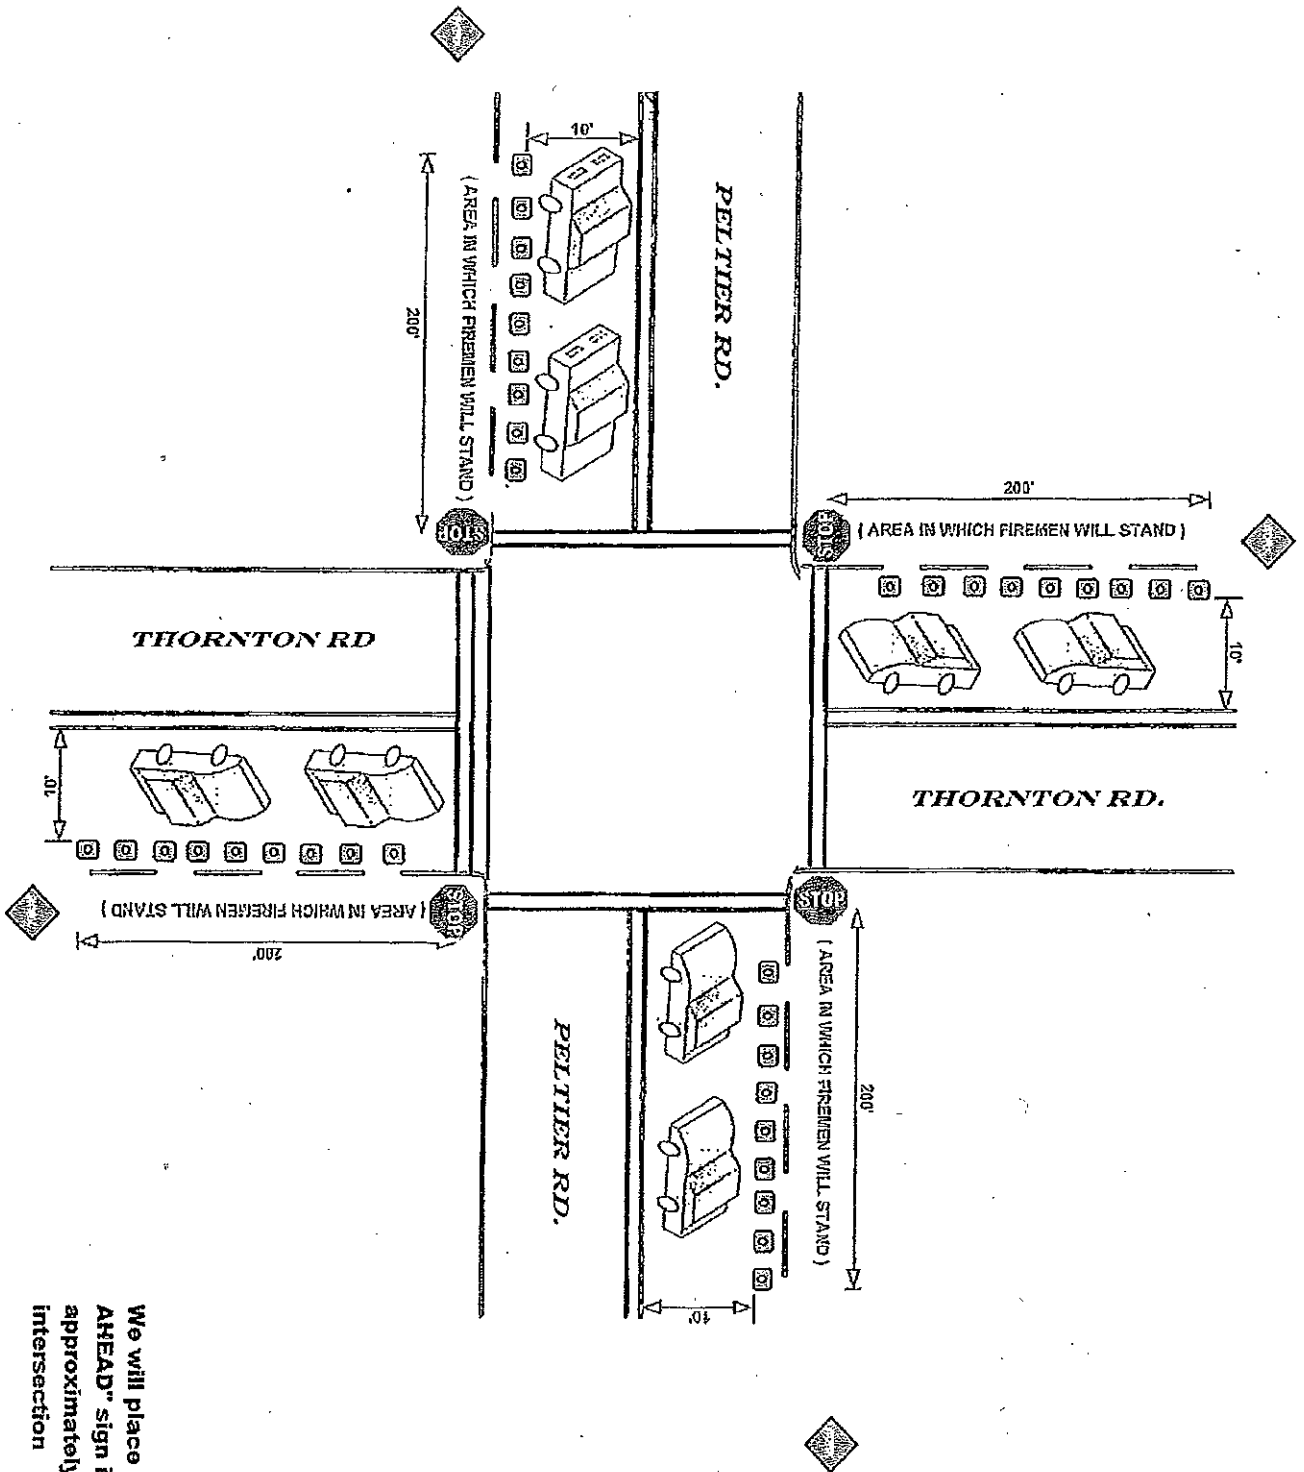 10'
PELTIER RD.
(AREA IN WHICH FIREMEN WILL STAND)
200'
STOP
200'
(AREA IN WHICH FIREMEN WILL STAND)
STOP
10'
THORNTON RD
THORNTON RD.
10'
(AREA IN WHICH FIREMEN WILL STAND)
200'
STOP
STOP
(AREA IN WHICH FIREMEN WILL STAND)
200'
PELTIER RD.
10'
We will place
AHEAD" sign i
approximately
intersection